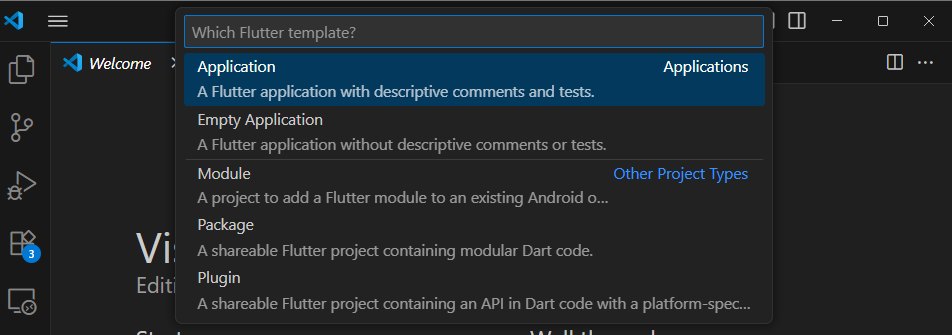 Which Flutter template?
Welcome
Application Applications
A Flutter application with descriptive comments and tests.
Empty Application
A Flutter application without descriptive comments or tests.
Module Other Project Types
A project to add a Flutter module to an existing Android o...
Package
A shareable Flutter project containing modular Dart code.
Plugin
A shareable Flutter project containing an API in Dart code with a platform-spec...
3